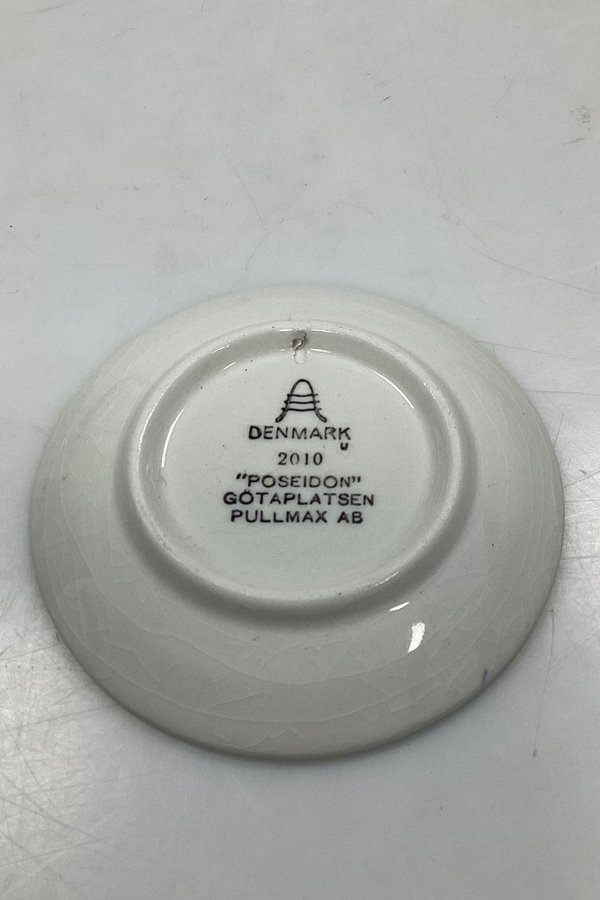 DENMARK
U
2010
"POSEIDON"
GÖTAPLATSEN
PULLMAX AB